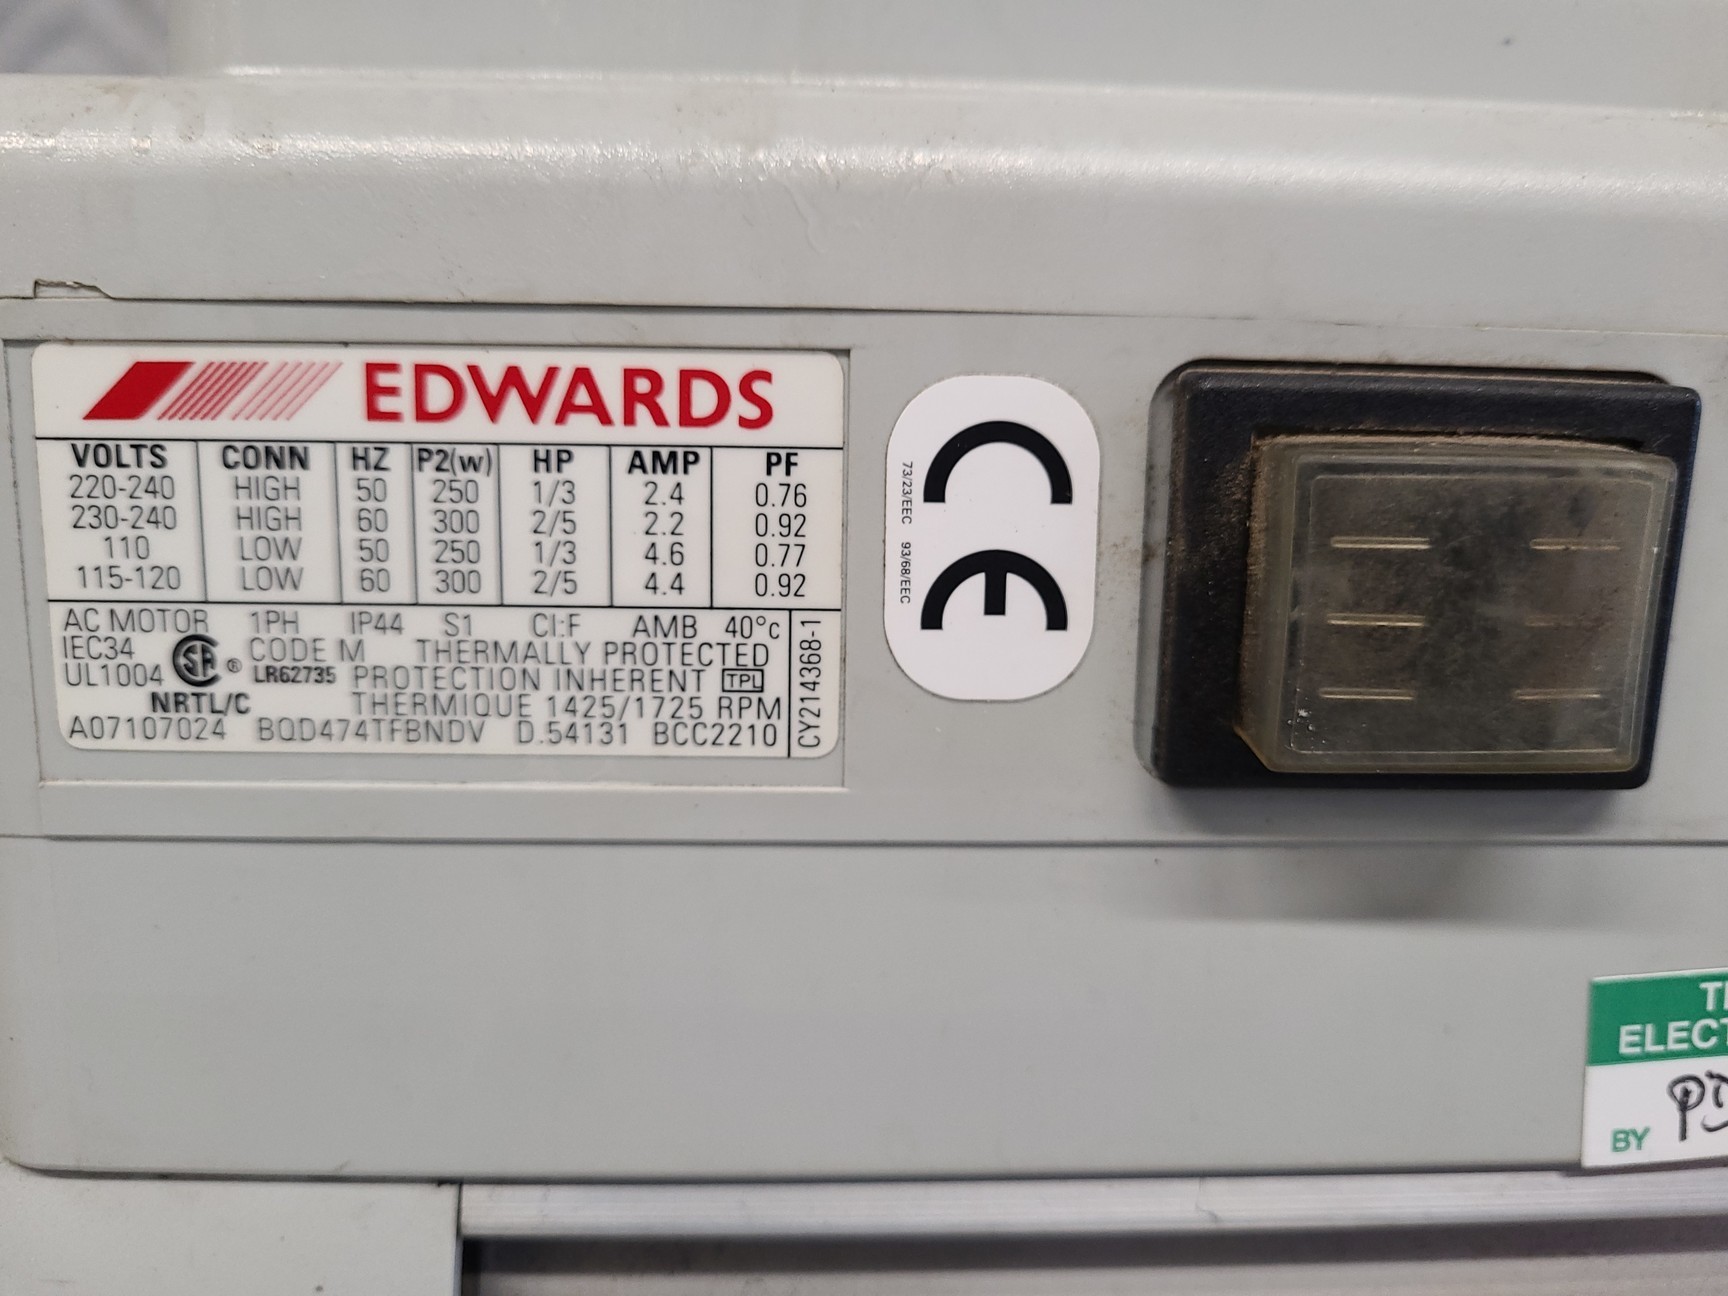 EDWARDS
VOLTS CONN HZ P2(w) HP AMP PF
220-240 HIGH 50 250 1/3 2.4 0.76
230-240 HIGH 60 300 2/5 2.2 0.92
110 LOW 50 250 1/3 4.6 0.77
115-120 LOW 60 300 2/5 4.4 0.92
AC MOTOR 1PH IP44 S1 CI:F AMB 40°c
IEC34 SA ® CODE M THERMALLY PROTECTED
UL1004 LR62735 PROTECTION INHERENT TPL
NRTL/C THERMIQUE 1425/1725 RPM
A07107024 BQD474TFBNDV D.54131 BCC2210
CY214368-1
CE
73/23/EEC 93/68/EEC
ELECT
BY